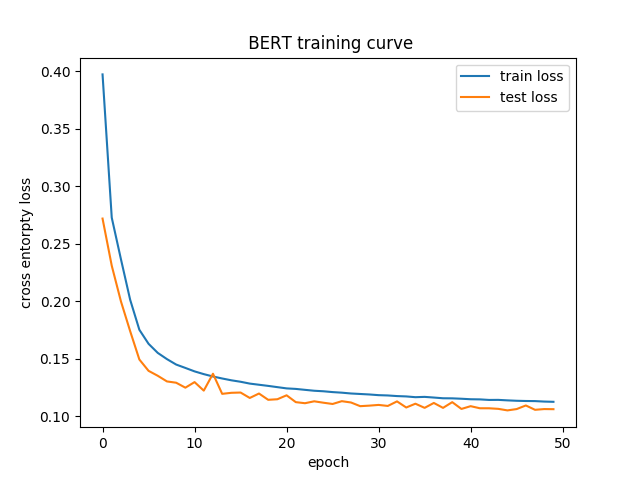 BERT training curve
train loss
test loss
0.40
0.35
0.30
0.25
0.20
0.15
0.10
cross entorpty loss
0
10
20
30
40
50
epoch